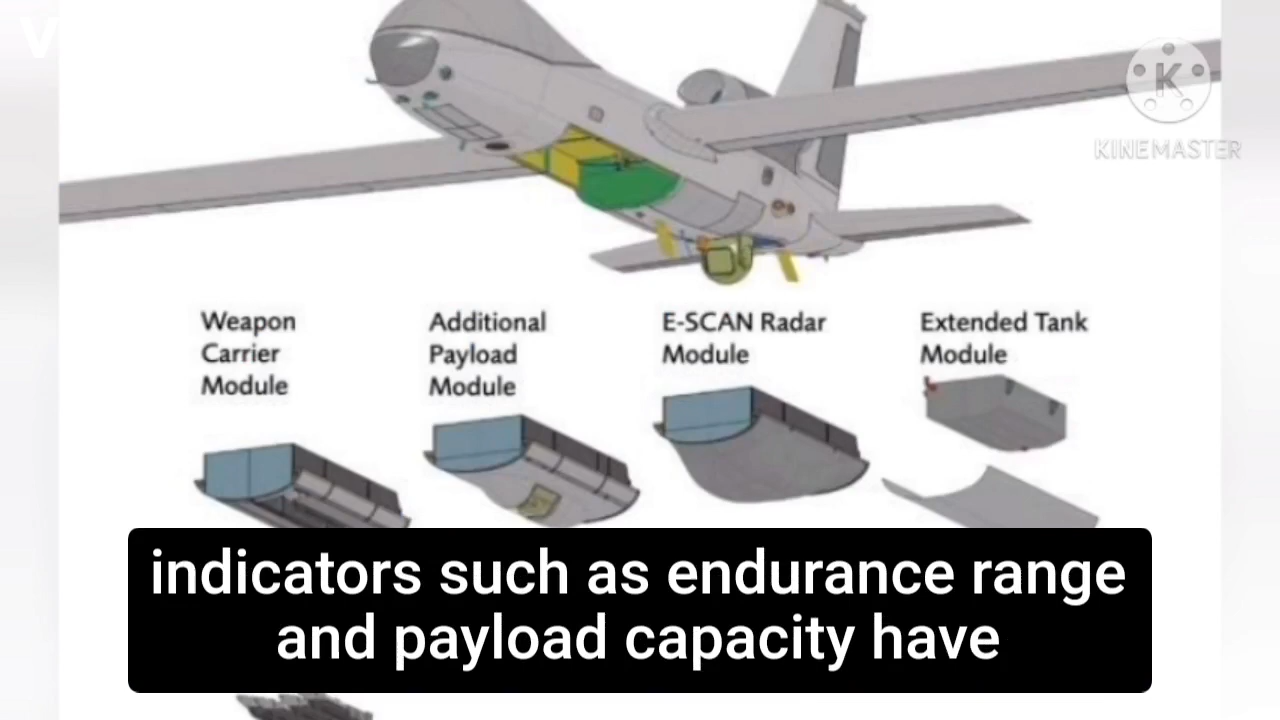 V
K
KINEMASTER
Weapon
Carrier
Module
Additional
Payload
Module
E-SCAN Radar
Module
Extended Tank
Module
indicators such as endurance range
and payload capacity have